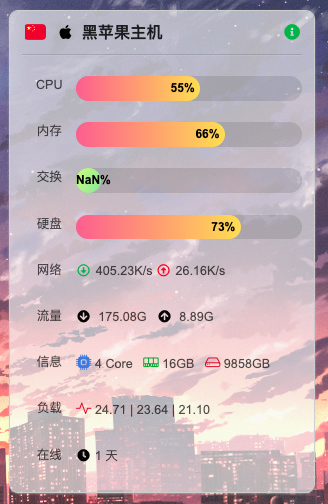 黑苹果主机
CPU 55%
内存 66%
交换 NaN%
硬盘 73%
网络 405.23K/s 26.16K/s
流量 175.08G 8.89G
信息 4 Core 16GB 9858GB
负载 24.71 | 23.64 | 21.10
在线 1 天